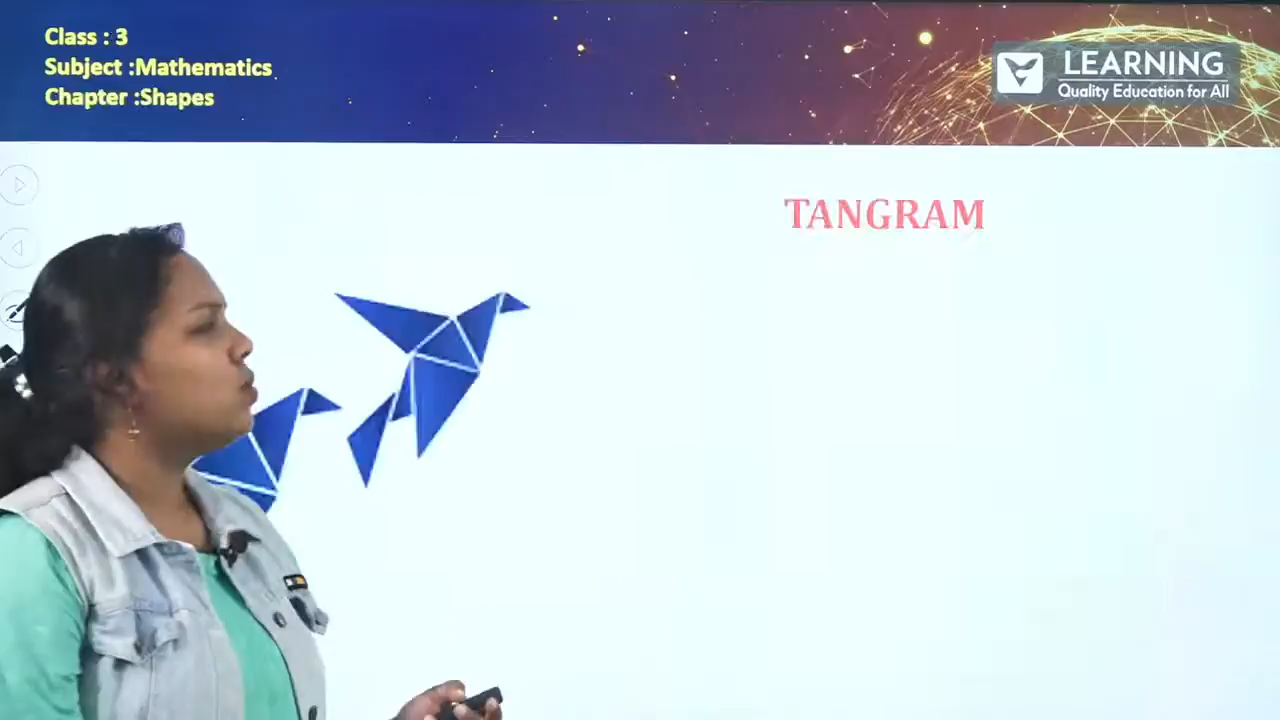 Class : 3
Subject :Mathematics
Chapter :Shapes
LEARNING
Quality Education for All
TANGRAM